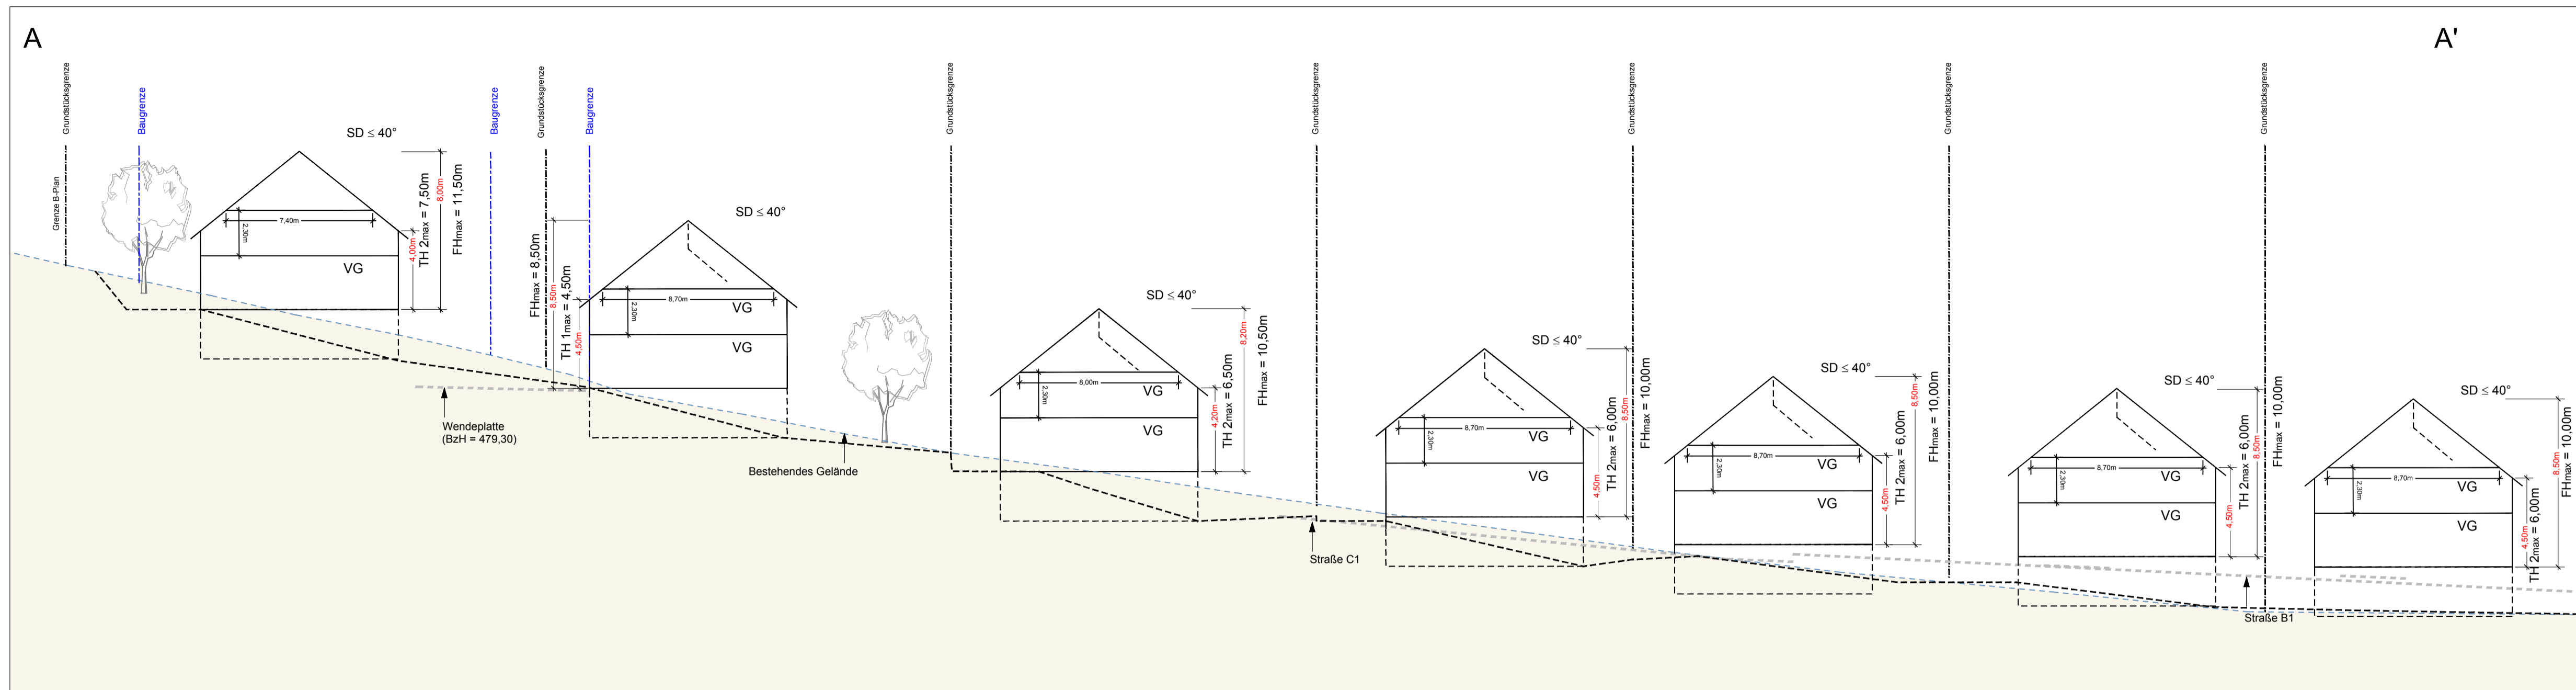 A
A'
Grenze B-Plan
Grundstücksgrenze
Baugrenze
SD ≤ 40°
7,40m
2,30m
VG
4,00m
TH 2max = 7,50m
8,00m
FHmax = 11,50m
Baugrenze
Grundstücksgrenze
Baugrenze
FHmax = 8,50m
8,50m
TH 1max = 4,50m
4,50m
SD ≤ 40°
8,70m
2,30m
VG
VG
Wendeplatte
(BzH = 479,30)
Bestehendes Gelände
Grundstücksgrenze
SD ≤ 40°
8,00m
2,30m
VG
VG
4,20m
TH 2max = 6,50m
8,20m
FHmax = 10,50m
Grundstücksgrenze
Straße C1
SD ≤ 40°
8,70m
2,30m
VG
VG
4,50m
TH 2max = 6,00m
8,50m
FHmax = 10,00m
Grundstücksgrenze
SD ≤ 40°
8,70m
2,30m
VG
VG
4,50m
TH 2max = 6,00m
8,50m
FHmax = 10,00m
Grundstücksgrenze
SD ≤ 40°
8,70m
2,30m
VG
VG
4,50m
TH 2max = 6,00m
8,50m
FHmax = 10,00m
Grundstücksgrenze
Straße B1
SD ≤ 40°
8,70m
2,30m
VG
VG
4,50m
TH 2max = 6,00m
8,50m
FHmax = 10,00m